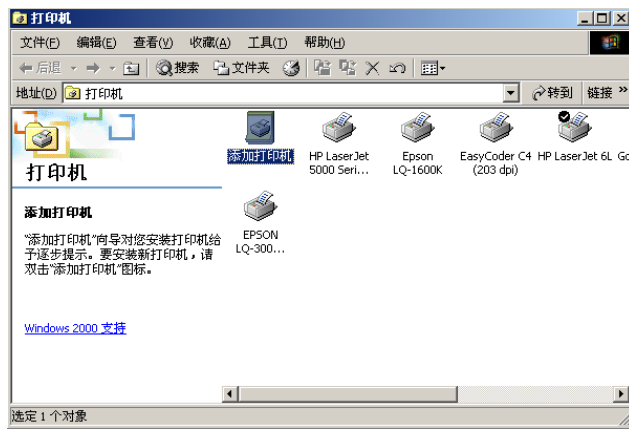 打印机
文件(F) 编辑(E) 查看(V) 收藏(A) 工具(T) 帮助(H)
后退 搜索 文件夹
地址(D) 打印机 转到 链接 »
打印机
添加打印机
“添加打印机”向导对您安装打印机给
予逐步提示。要安装新打印机，请
双击“添加打印机”图标。
Windows 2000 支持
添加打印机 HP LaserJet 5000 Seri... Epson LQ-1600K EasyCoder C4 (203 dpi) HP LaserJet 6L Go
EPSON LQ-300...
选定 1 个对象